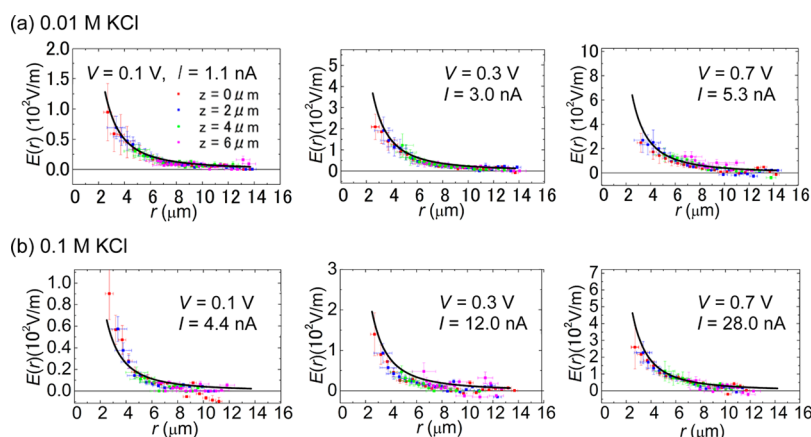 (a) 0.01 M KCl
2.0
1.5
1.0
0.5
0.0
E(r) (10²V/m)
V = 0.1 V, I = 1.1 nA
z = 0 μm
z = 2 μm
z = 4 μm
z = 6 μm
0 2 4 6 8 10 12 14 16
r (μm)
5
4
3
2
1
0
E(r)(10²V/m)
V = 0.3 V
I = 3.0 nA
0 2 4 6 8 10 12 14 16
r (μm)
10
8
6
4
2
0
E(r) (10²V/m)
V = 0.7 V
I = 5.3 nA
0 2 4 6 8 10 12 14 16
r (μm)
(b) 0.1 M KCl
1.0
0.8
0.6
0.4
0.2
0.0
E(r)(10²V/m)
V = 0.1 V
I = 4.4 nA
0 2 4 6 8 10 12 14 16
r (μm)
3
2
1
0
E(r)(10²V/m)
V = 0.3 V
I = 12.0 nA
0 2 4 6 8 10 12 14 16
r (μm)
7
6
5
4
3
2
1
0
E(r)(10²V/m)
V = 0.7 V
I = 28.0 nA
0 2 4 6 8 10 12 14 16
r (μm)